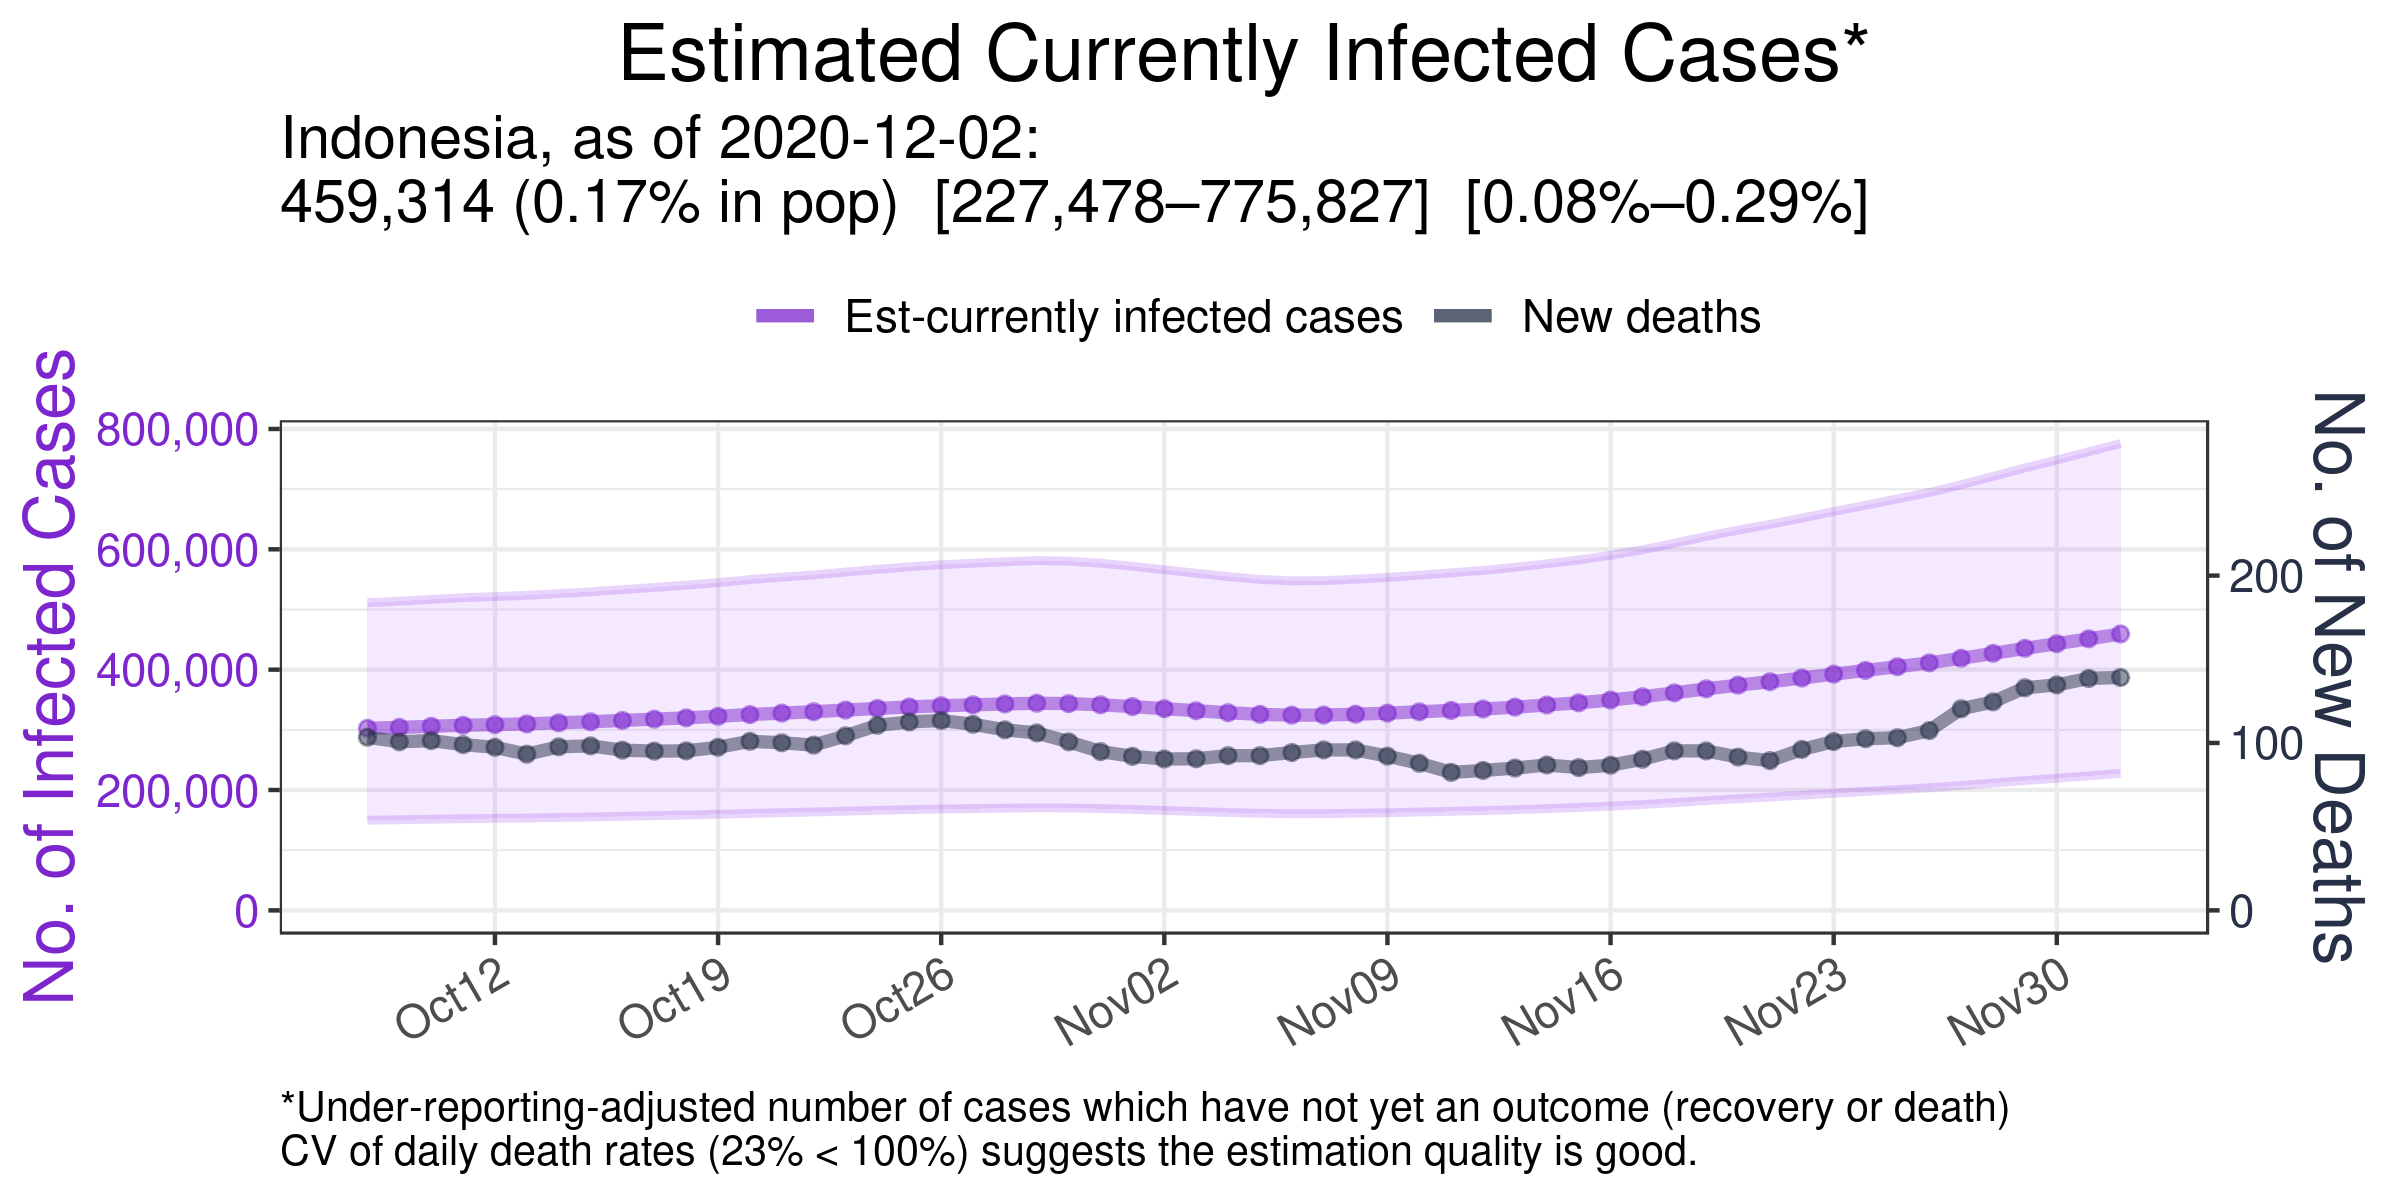 Estimated Currently Infected Cases*
Indonesia, as of 2020-12-02:
459,314 (0.17% in pop)  [227,478–775,827]  [0.08%–0.29%]
Est-currently infected cases
New deaths
No. of Infected Cases
800,000
600,000
400,000
200,000
0
No. of New Deaths
200
100
0
Oct12
Oct19
Oct26
Nov02
Nov09
Nov16
Nov23
Nov30
*Under-reporting-adjusted number of cases which have not yet an outcome (recovery or death)
CV of daily death rates (23% < 100%) suggests the estimation quality is good.